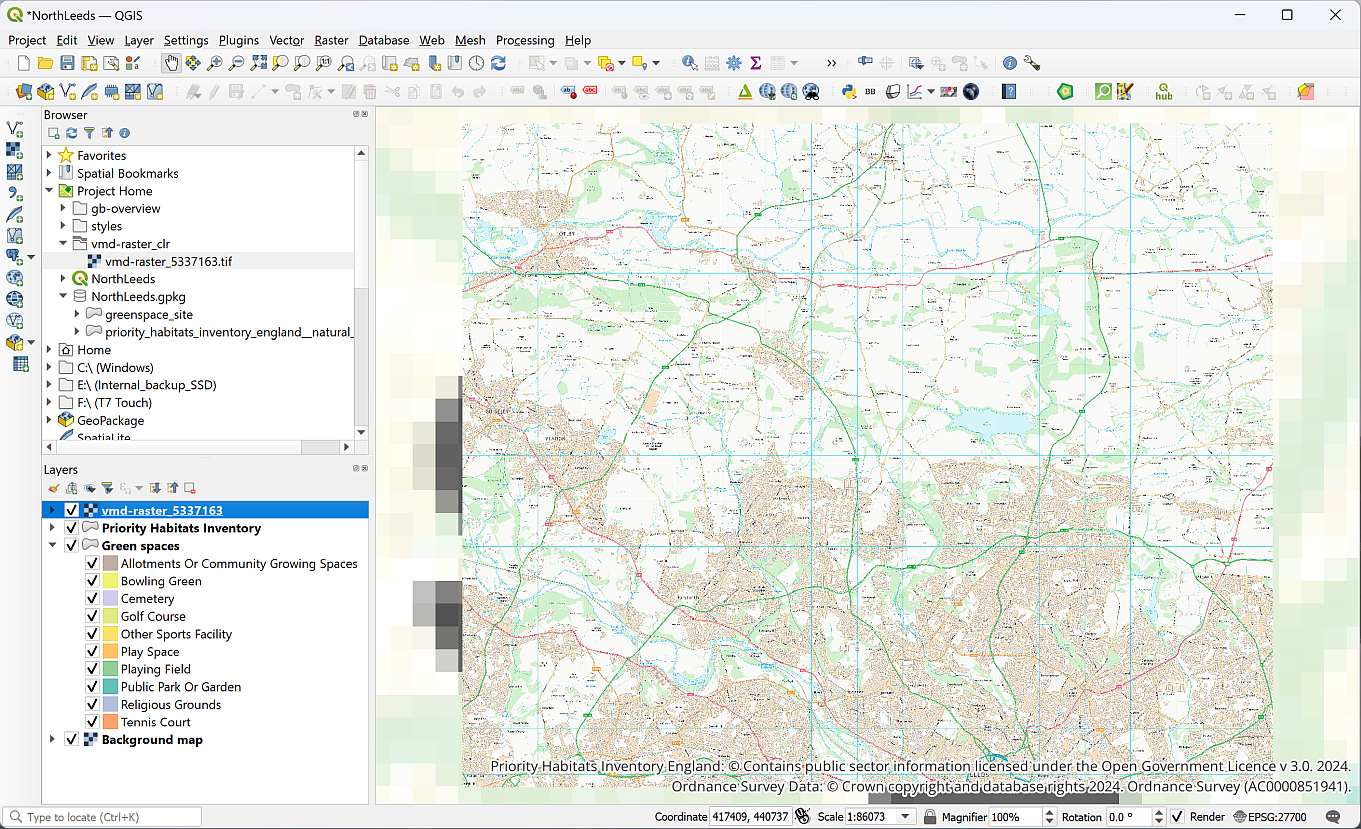 *NorthLeeds — QGIS
Project Edit View Layer Settings Plugins Vector Raster Database Web Mesh Processing Help
Browser
Favorites
Spatial Bookmarks
Project Home
gb-overview
styles
vmd-raster_clr
vmd-raster_5337163.tif
NorthLeeds
NorthLeeds.gpkg
greenspace_site
priority_habitats_inventory_england__natural_
Home
C:\ (Windows)
E:\ (Internal_backup_SSD)
F:\ (T7 Touch)
GeoPackage
SpatiaLite
Layers
vmd-raster_5337163
Priority Habitats Inventory
Green spaces
Allotments Or Community Growing Spaces
Bowling Green
Cemetery
Golf Course
Other Sports Facility
Play Space
Playing Field
Public Park Or Garden
Religious Grounds
Tennis Court
Background map
OTLEY
YEADON
Horsforth
Priority Habitats Inventory England: © Contains public sector information licensed under the Open Government Licence v 3.0. 2024.
Ordnance Survey Data: © Crown copyright and database rights 2024. Ordnance Survey (AC0000851941).
Type to locate (Ctrl+K) Coordinate 417409, 440737 Scale 1:86073 Magnifier 100% Rotation 0.0 ° Render EPSG:27700